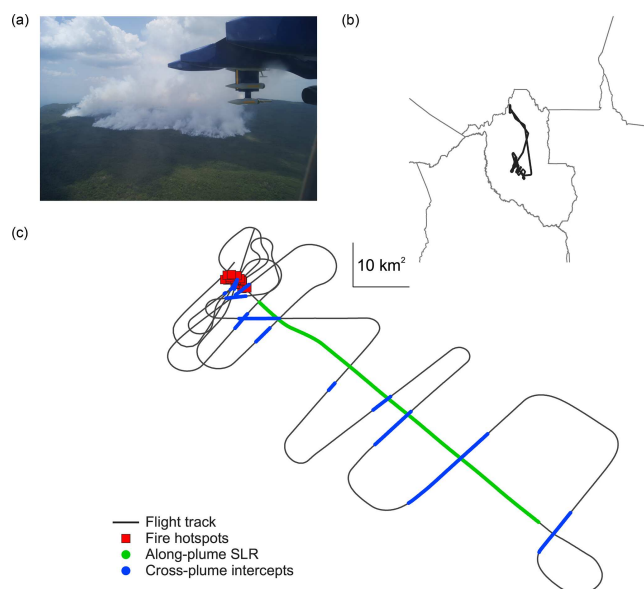 (a)
(b)
(c)
10 km²
Flight track
Fire hotspots
Along-plume SLR
Cross-plume intercepts